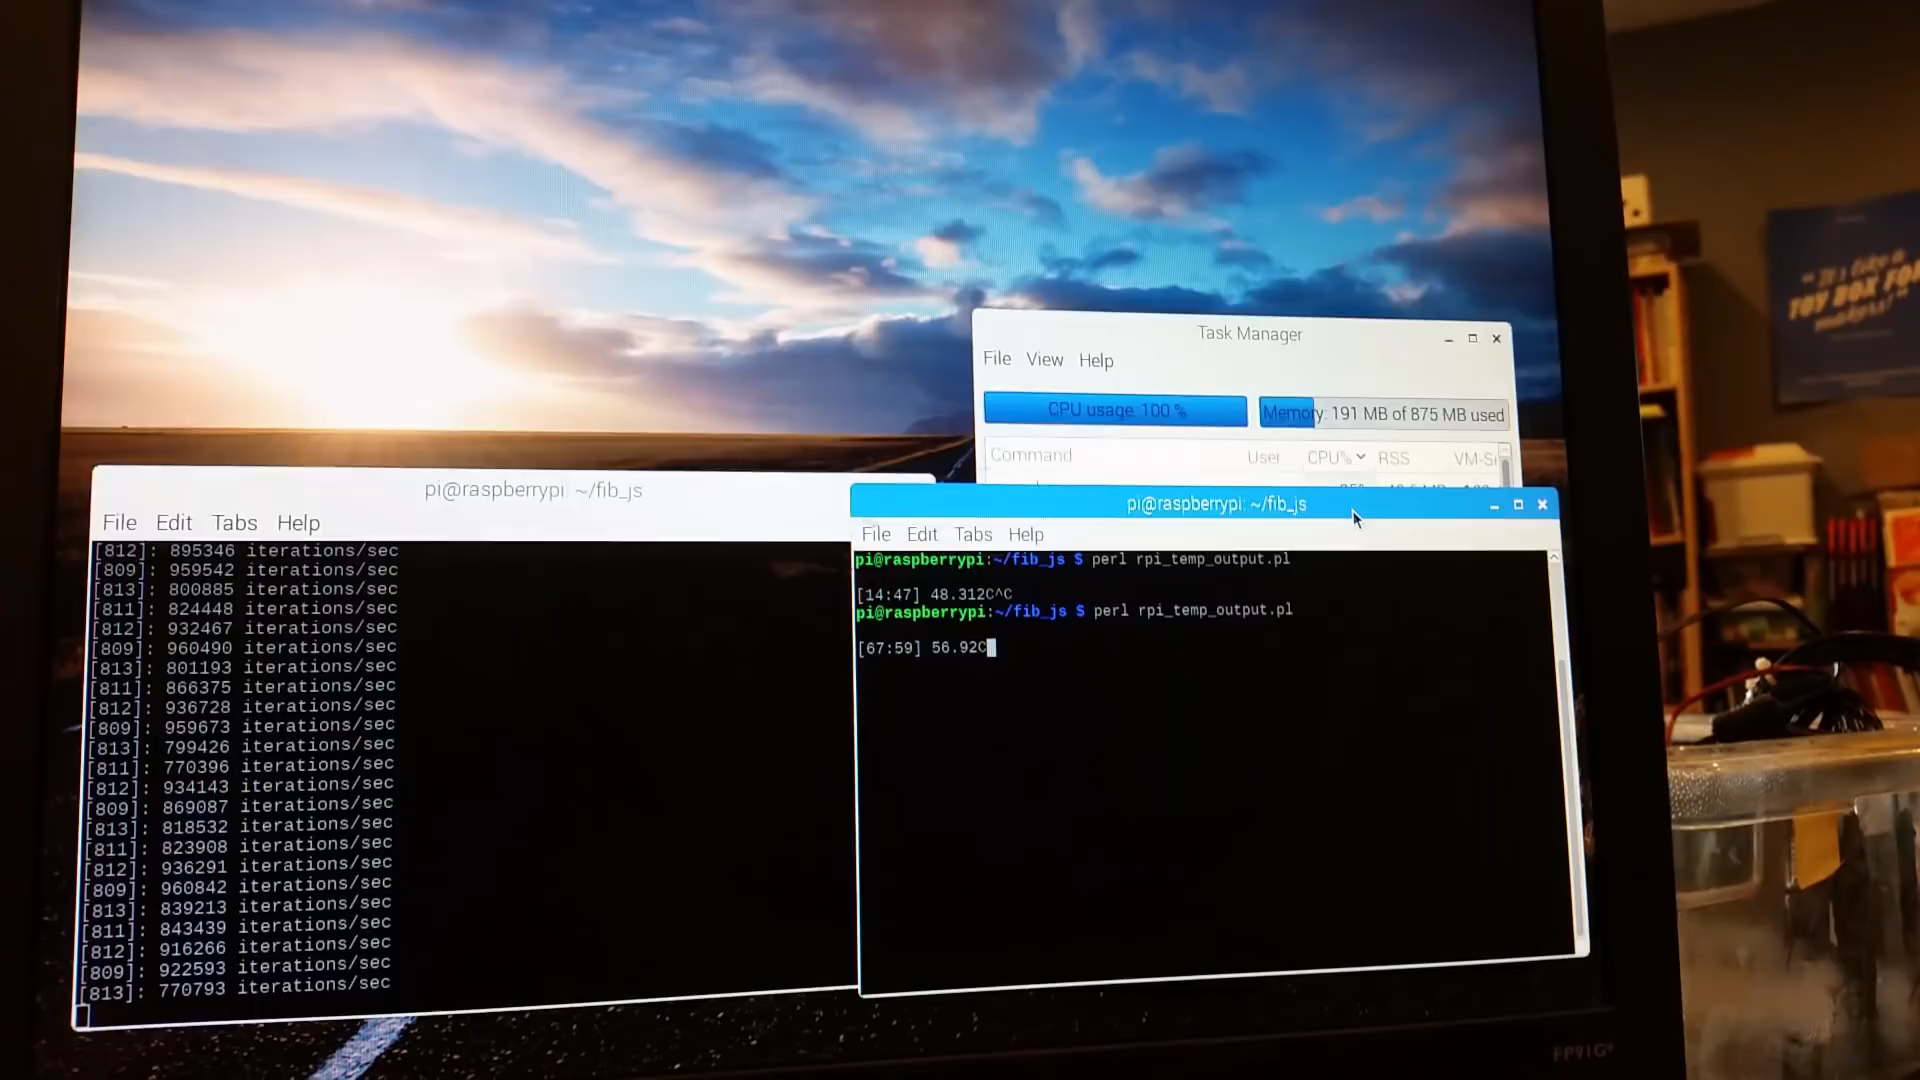 Task Manager
File View Help
CPU usage: 100 %
Memory: 191 MB of 875 MB used
Command User CPU% RSS VM-Si
pi@raspberrypi: ~/fib_js
File Edit Tabs Help
[812]: 895346 iterations/sec
[809]: 959542 iterations/sec
[813]: 800885 iterations/sec
[811]: 824448 iterations/sec
[812]: 932467 iterations/sec
[809]: 960490 iterations/sec
[813]: 801193 iterations/sec
[811]: 866375 iterations/sec
[812]: 936728 iterations/sec
[809]: 959673 iterations/sec
[813]: 799426 iterations/sec
[811]: 770396 iterations/sec
[812]: 934143 iterations/sec
[809]: 869087 iterations/sec
[813]: 818532 iterations/sec
[811]: 823908 iterations/sec
[812]: 936291 iterations/sec
[809]: 960842 iterations/sec
[813]: 839213 iterations/sec
[811]: 843439 iterations/sec
[812]: 916266 iterations/sec
[809]: 922593 iterations/sec
[813]: 770793 iterations/sec
pi@raspberrypi: ~/fib_js
File Edit Tabs Help
pi@raspberrypi:~/fib_js $ perl rpi_temp_output.pl
[14:47] 48.312C^C
pi@raspberrypi:~/fib_js $ perl rpi_temp_output.pl
[67:59] 56.92C
TOY BOX FOR